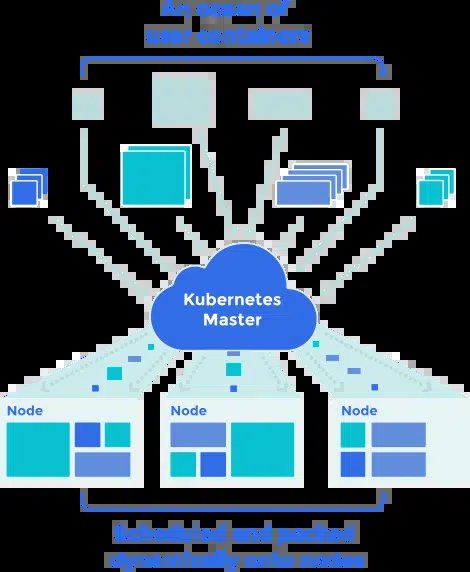 An ocean of
user containers
Kubernetes
Master
Node
Node
Node
Scheduled and packed
dynamically onto nodes